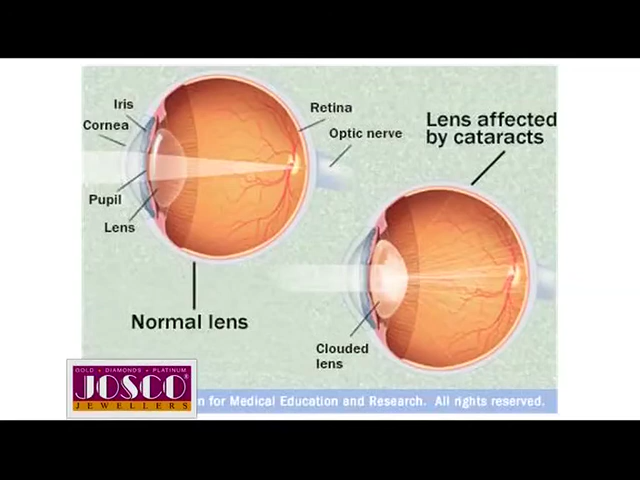 Iris
Cornea
Pupil
Lens
Retina
Optic nerve
Normal lens
Lens affected
by cataracts
Clouded
lens
GOLD • DIAMONDS • PLATINUM
JOSCO®
JEWELLERS
for Medical Education and Research. All rights reserved.